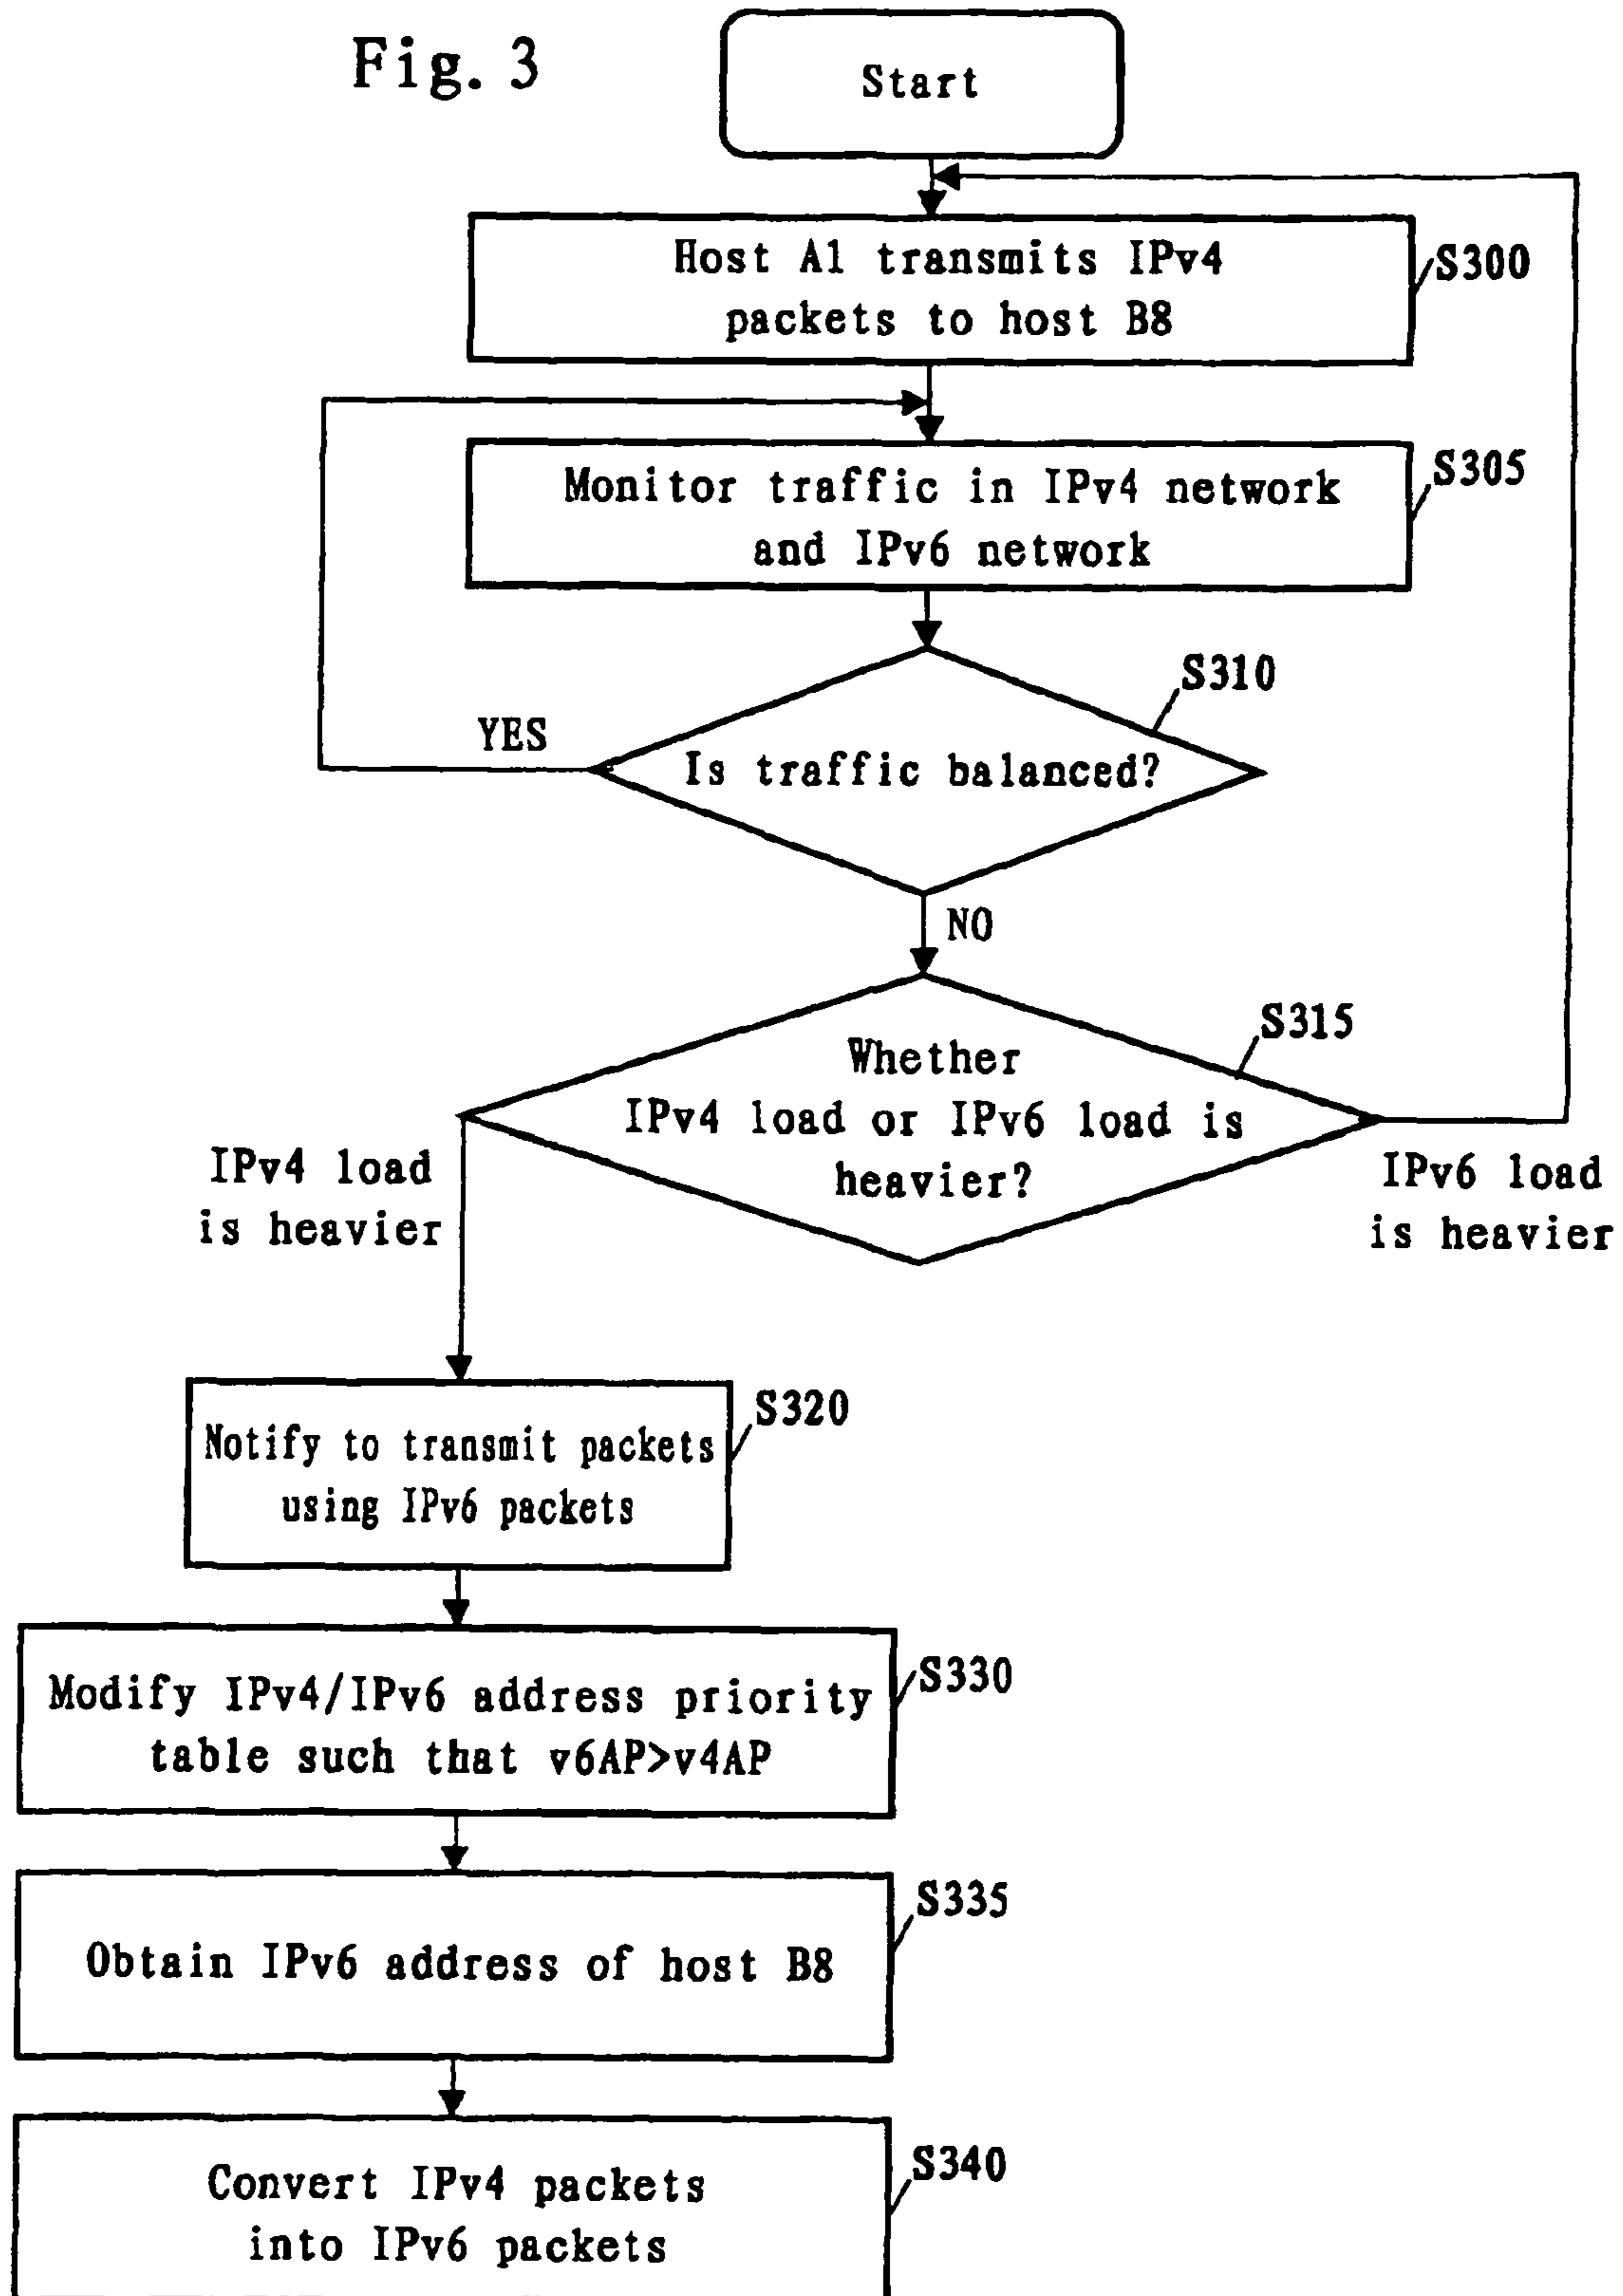 Fig. 3
Start
Host A1 transmits IPv4
packets to host B8
S300
Monitor traffic in IPv4 network
and IPv6 network
S305
S310
YES
Is traffic balanced?
NO
S315
Whether
IPv4 load or IPv6 load is
heavier?
IPv4 load
is heavier
IPv6 load
is heavier
S320
Notify to transmit packets
using IPv6 packets
S330
Modify IPv4/IPv6 address priority
table such that v6AP>v4AP
S335
Obtain IPv6 address of host B8
S340
Convert IPv4 packets
into IPv6 packets